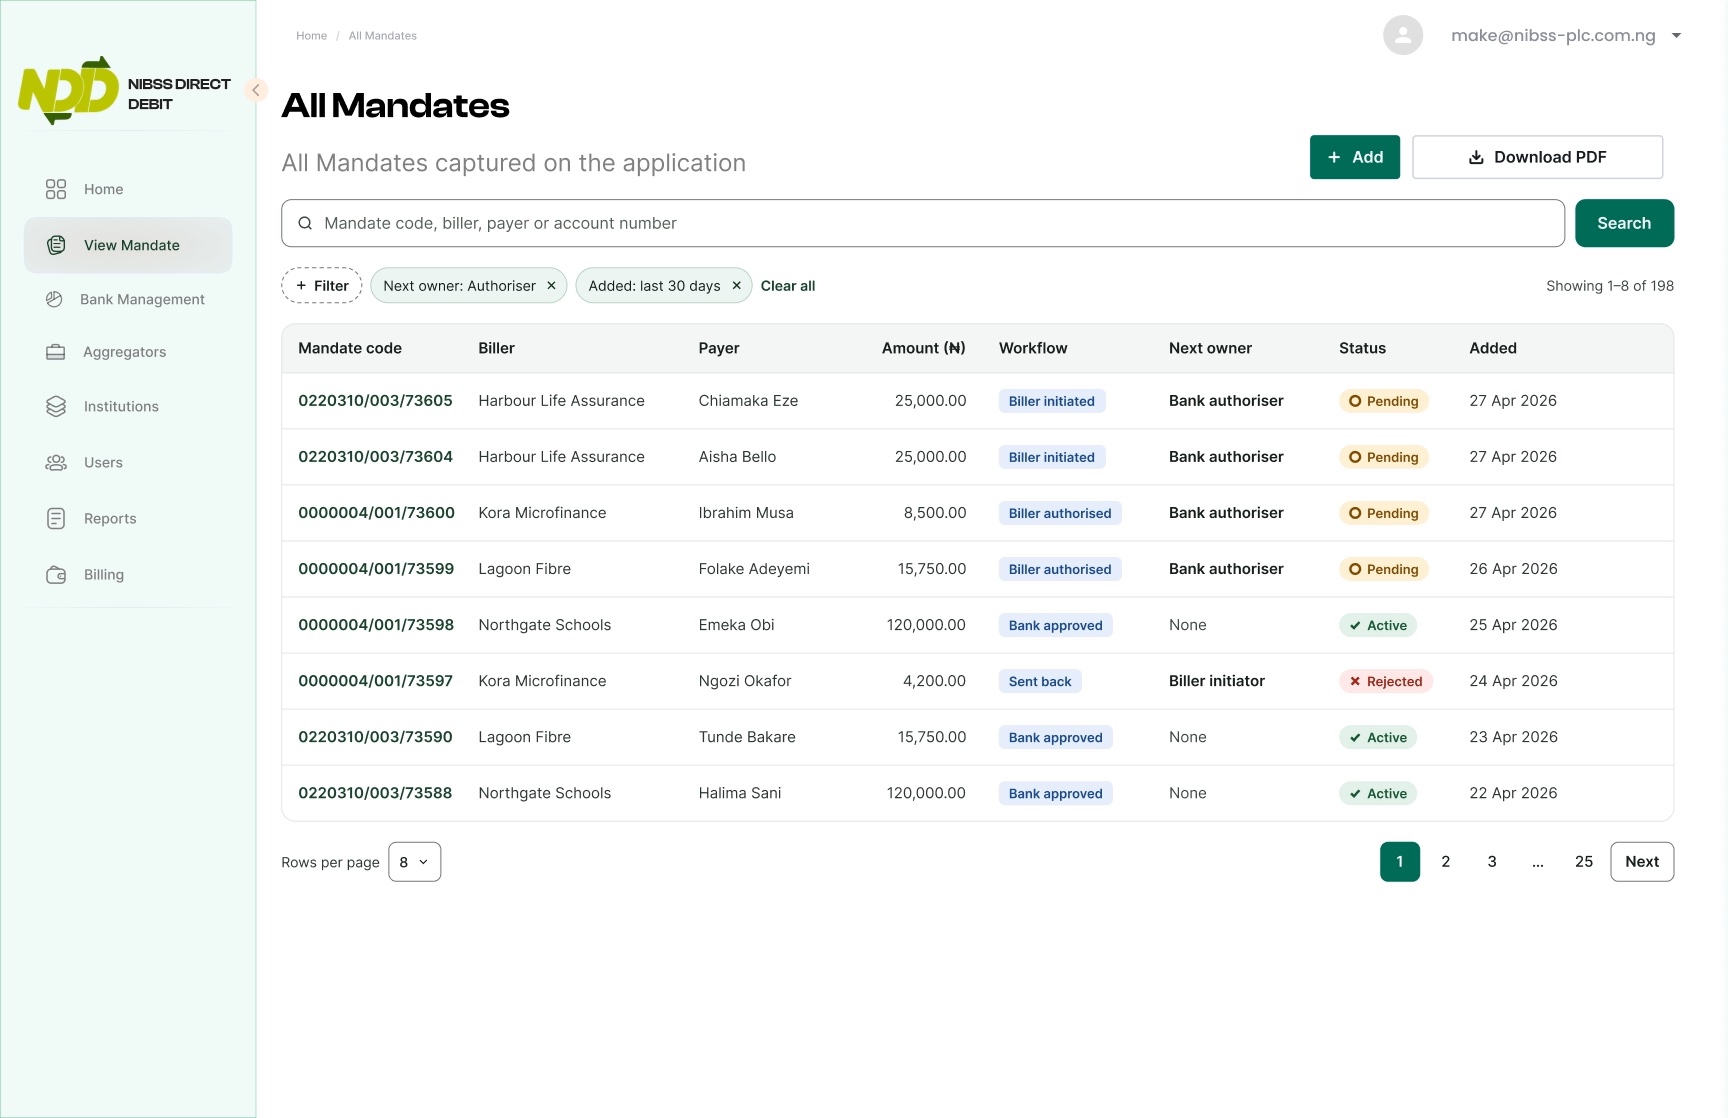 Home / All Mandates
make@nibss-plc.com.ng
NDD
NIBSS DIRECT
DEBIT
Home
View Mandate
Bank Management
Aggregators
Institutions
Users
Reports
Billing
All Mandates
All Mandates captured on the application
+ Add
Download PDF
Mandate code, biller, payer or account number
Search
+ Filter
Next owner: Authoriser ×
Added: last 30 days ×
Clear all
Showing 1–8 of 198
Mandate code Biller Payer Amount (₦) Workflow Next owner Status Added
0220310/003/73605 Harbour Life Assurance Chiamaka Eze 25,000.00 Biller initiated Bank authoriser Pending 27 Apr 2026
0220310/003/73604 Harbour Life Assurance Aisha Bello 25,000.00 Biller initiated Bank authoriser Pending 27 Apr 2026
0000004/001/73600 Kora Microfinance Ibrahim Musa 8,500.00 Biller authorised Bank authoriser Pending 27 Apr 2026
0000004/001/73599 Lagoon Fibre Folake Adeyemi 15,750.00 Biller authorised Bank authoriser Pending 26 Apr 2026
0000004/001/73598 Northgate Schools Emeka Obi 120,000.00 Bank approved None Active 25 Apr 2026
0000004/001/73597 Kora Microfinance Ngozi Okafor 4,200.00 Sent back Biller initiator Rejected 24 Apr 2026
0220310/003/73590 Lagoon Fibre Tunde Bakare 15,750.00 Bank approved None Active 23 Apr 2026
0220310/003/73588 Northgate Schools Halima Sani 120,000.00 Bank approved None Active 22 Apr 2026
Rows per page 8
1 2 3 ... 25 Next